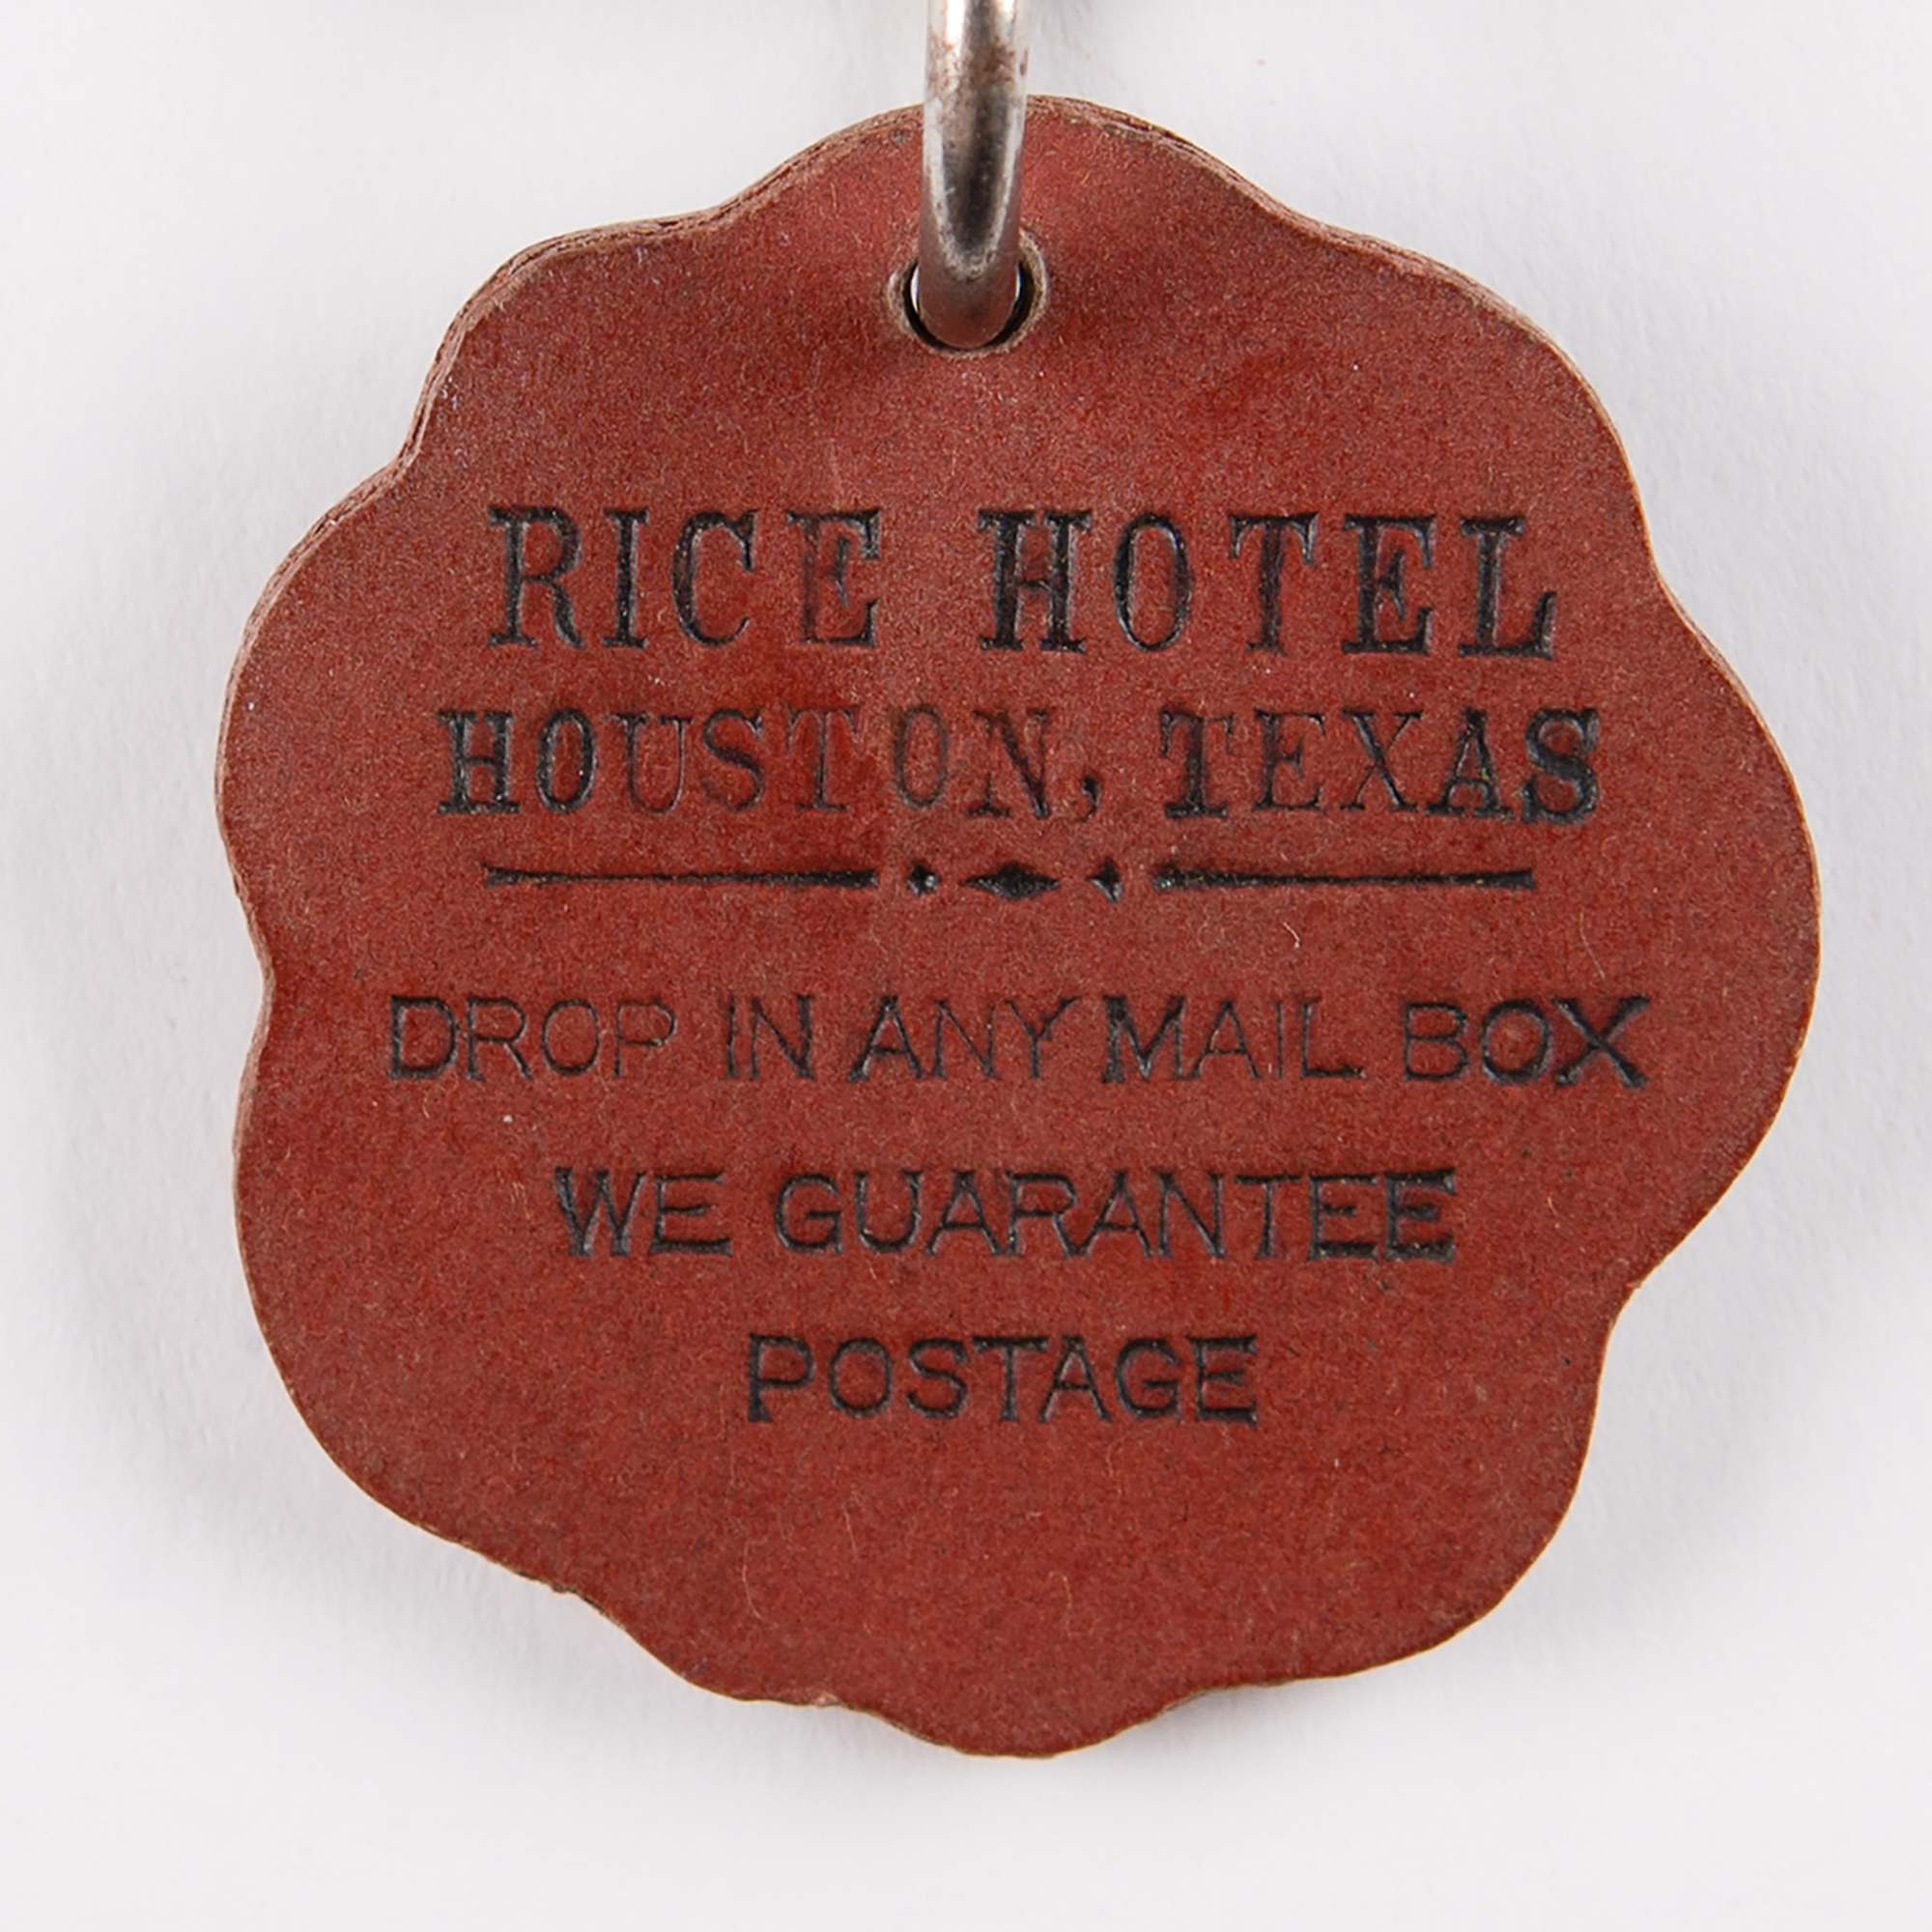 RICE HOTEL
HOUSTON, TEXAS
DROP IN ANY MAIL BOX
WE GUARANTEE
POSTAGE